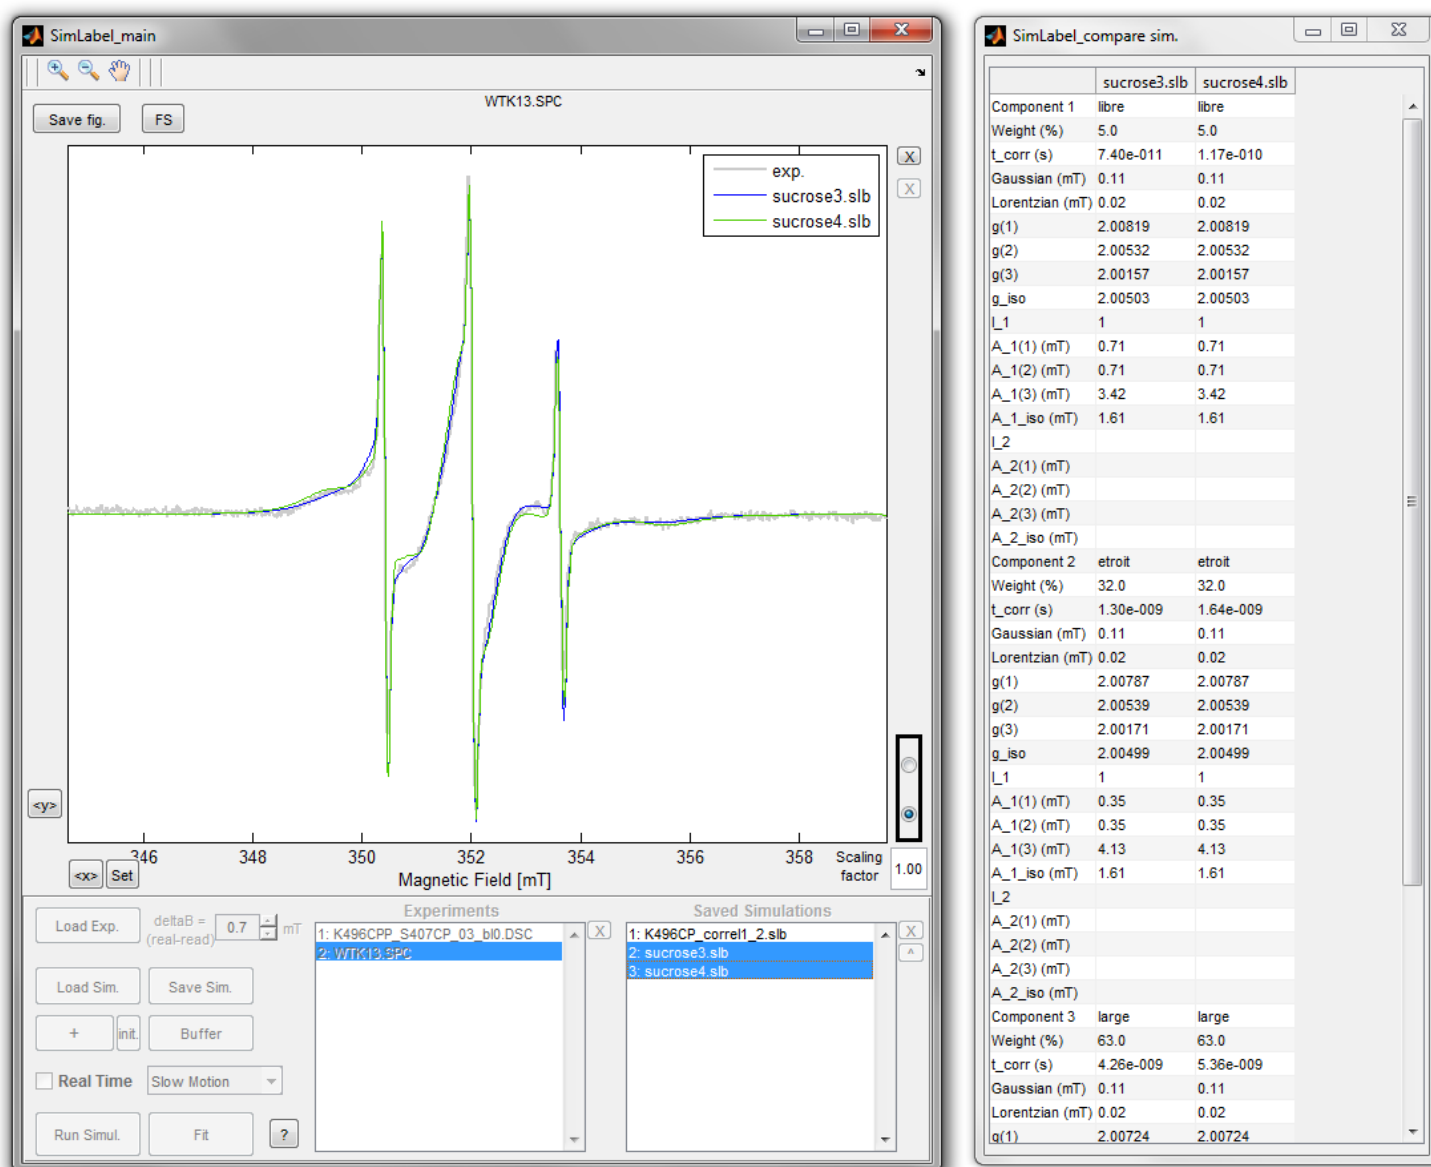 SimLabel_main
WTK13.SPC
Save fig.
FS
X
X
exp.
sucrose3.slb
sucrose4.slb
<y>
346 348 350 352 354 356 358
<x> Set
Magnetic Field [mT]
Scaling
factor
1.00
Load Exp.
deltaB =
(real-read)
0.7
mT
Load Sim.
Save Sim.
+
init.
Buffer
Real Time
Slow Motion
Run Simul.
Fit
?
Experiments
1: K496CPP_S407CP_03_bl0.DSC
2: WTK13.SPC
X
Saved Simulations
1: K496CP_correl1_2.slb
2: sucrose3.slb
3: sucrose4.slb
X
^
SimLabel_compare sim.
sucrose3.slb sucrose4.slb
Component 1 libre libre
Weight (%) 5.0 5.0
t_corr (s) 7.40e-011 1.17e-010
Gaussian (mT) 0.11 0.11
Lorentzian (mT) 0.02 0.02
g(1) 2.00819 2.00819
g(2) 2.00532 2.00532
g(3) 2.00157 2.00157
g_iso 2.00503 2.00503
I_1 1 1
A_1(1) (mT) 0.71 0.71
A_1(2) (mT) 0.71 0.71
A_1(3) (mT) 3.42 3.42
A_1_iso (mT) 1.61 1.61
I_2
A_2(1) (mT)
A_2(2) (mT)
A_2(3) (mT)
A_2_iso (mT)
Component 2 etroit etroit
Weight (%) 32.0 32.0
t_corr (s) 1.30e-009 1.64e-009
Gaussian (mT) 0.11 0.11
Lorentzian (mT) 0.02 0.02
g(1) 2.00787 2.00787
g(2) 2.00539 2.00539
g(3) 2.00171 2.00171
g_iso 2.00499 2.00499
I_1 1 1
A_1(1) (mT) 0.35 0.35
A_1(2) (mT) 0.35 0.35
A_1(3) (mT) 4.13 4.13
A_1_iso (mT) 1.61 1.61
I_2
A_2(1) (mT)
A_2(2) (mT)
A_2(3) (mT)
A_2_iso (mT)
Component 3 large large
Weight (%) 63.0 63.0
t_corr (s) 4.26e-009 5.36e-009
Gaussian (mT) 0.11 0.11
Lorentzian (mT) 0.02 0.02
g(1) 2.00724 2.00724